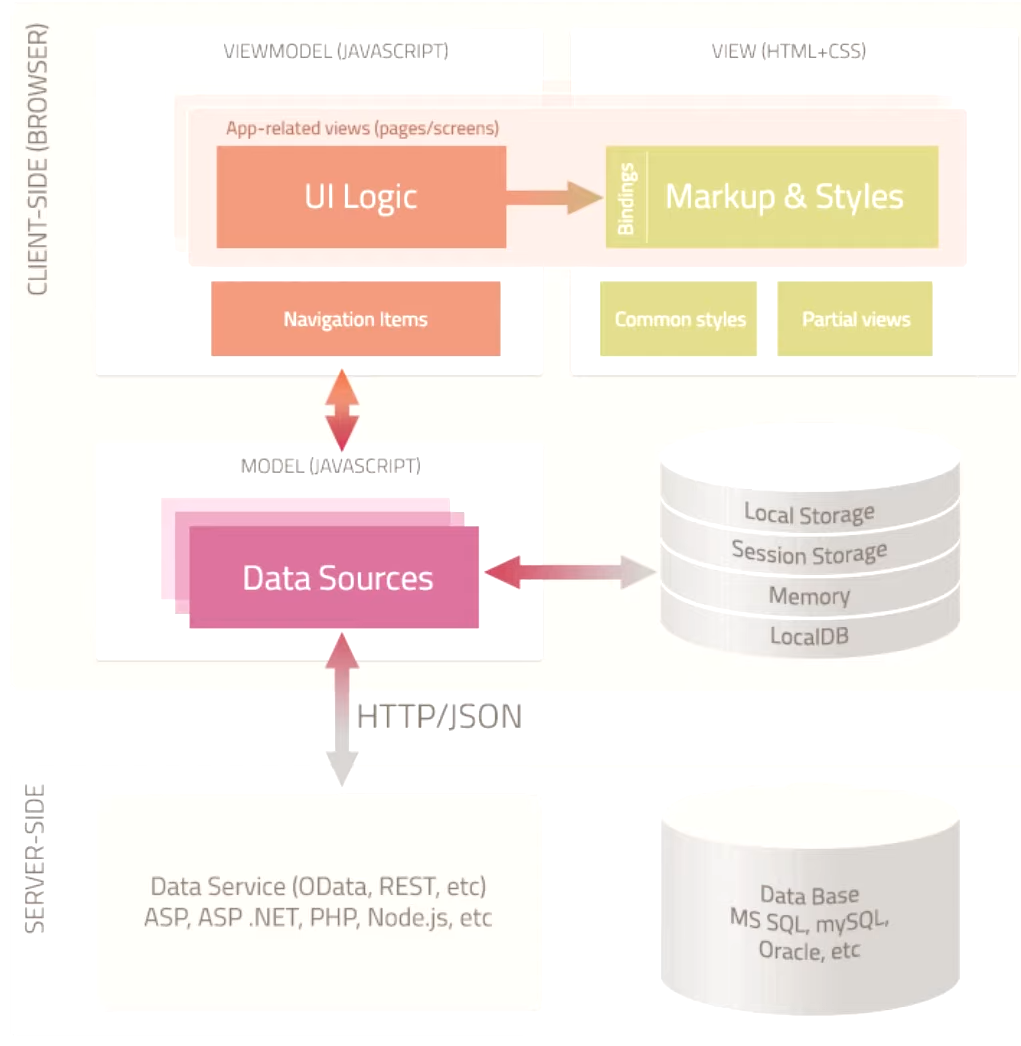 CLIENT-SIDE (BROWSER)
VIEWMODEL (JAVASCRIPT)
VIEW (HTML+CSS)
App-related views (pages/screens)
UI Logic
Bindings
Markup & Styles
Navigation Items
Common styles
Partial views
MODEL (JAVASCRIPT)
Data Sources
Local Storage
Session Storage
Memory
LocalDB
HTTP/JSON
SERVER-SIDE
Data Service (OData, REST, etc)
ASP, ASP .NET, PHP, Node.js, etc
Data Base
MS SQL, mySQL,
Oracle, etc